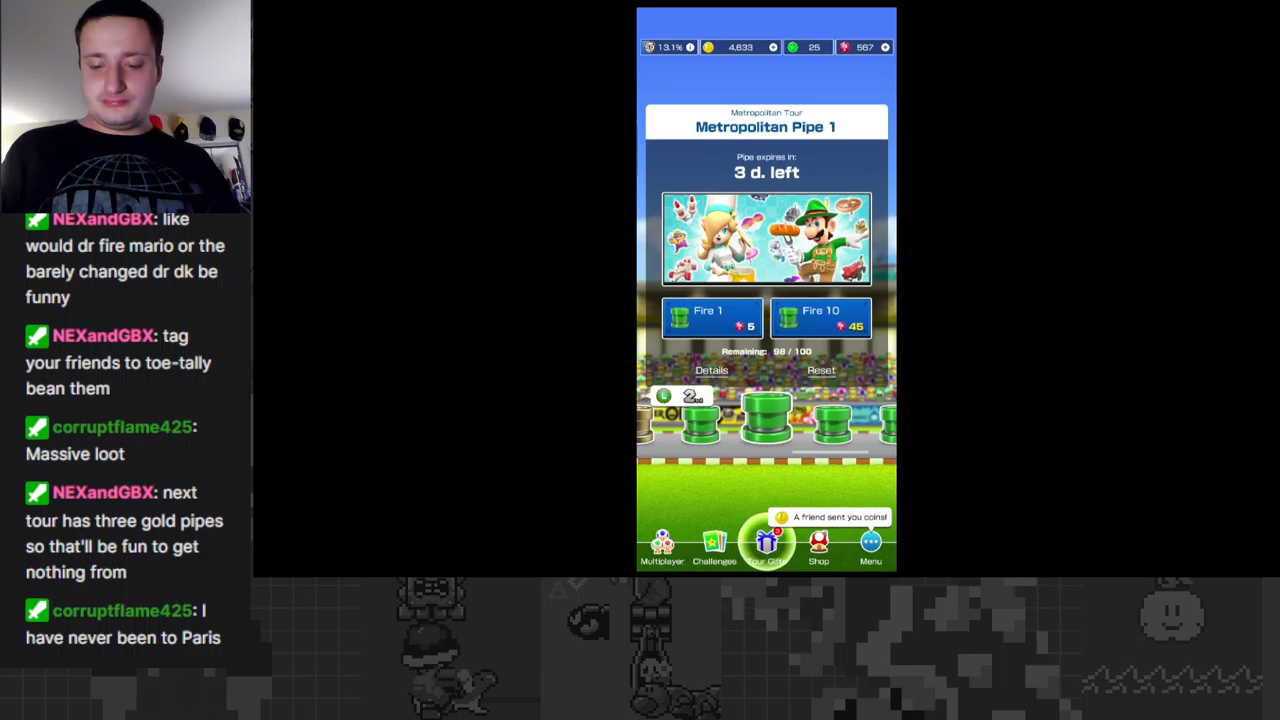 MARVEL
NEXandGBX: like
would dr fire mario or the
barely changed dr dk be
funny
NEXandGBX: tag
your friends to toe-tally
bean them
corruptflame425:
Massive loot
NEXandGBX: next
tour has three gold pipes
so that'll be fun to get
nothing from
corruptflame425: I
have never been to Paris
13.1% 4,633 25 567
Metropolitan Tour
Metropolitan Pipe 1
Pipe expires in:
3 d. left
Fire 1
5
Fire 10
45
Remaining: 98 / 100
Details Reset
L 2
A friend sent you coins!
Multiplayer Challenges Tour Gifts Shop Menu